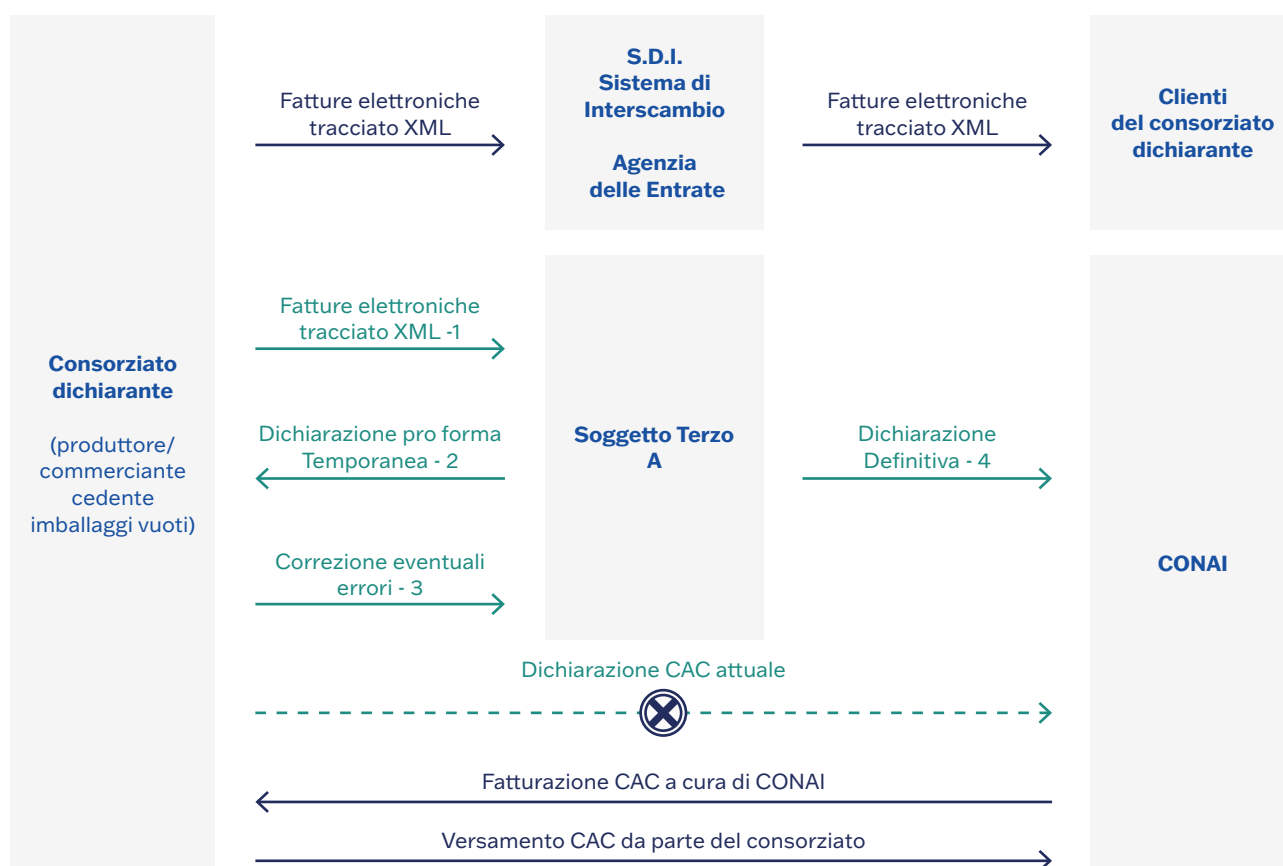 Fatture elettroniche
tracciato XML
S.D.I.
Sistema di
Interscambio
Agenzia
delle Entrate
Fatture elettroniche
tracciato XML
Clienti
del consorziato
dichiarante
Consorziato
dichiarante
(produttore/
commerciante
cedente
imballaggi vuoti)
Fatture elettroniche
tracciato XML -1
Dichiarazione pro forma
Temporanea - 2
Correzione eventuali
errori - 3
Soggetto Terzo
A
Dichiarazione
Definitiva - 4
CONAI
Dichiarazione CAC attuale
Fatturazione CAC a cura di CONAI
Versamento CAC da parte del consorziato